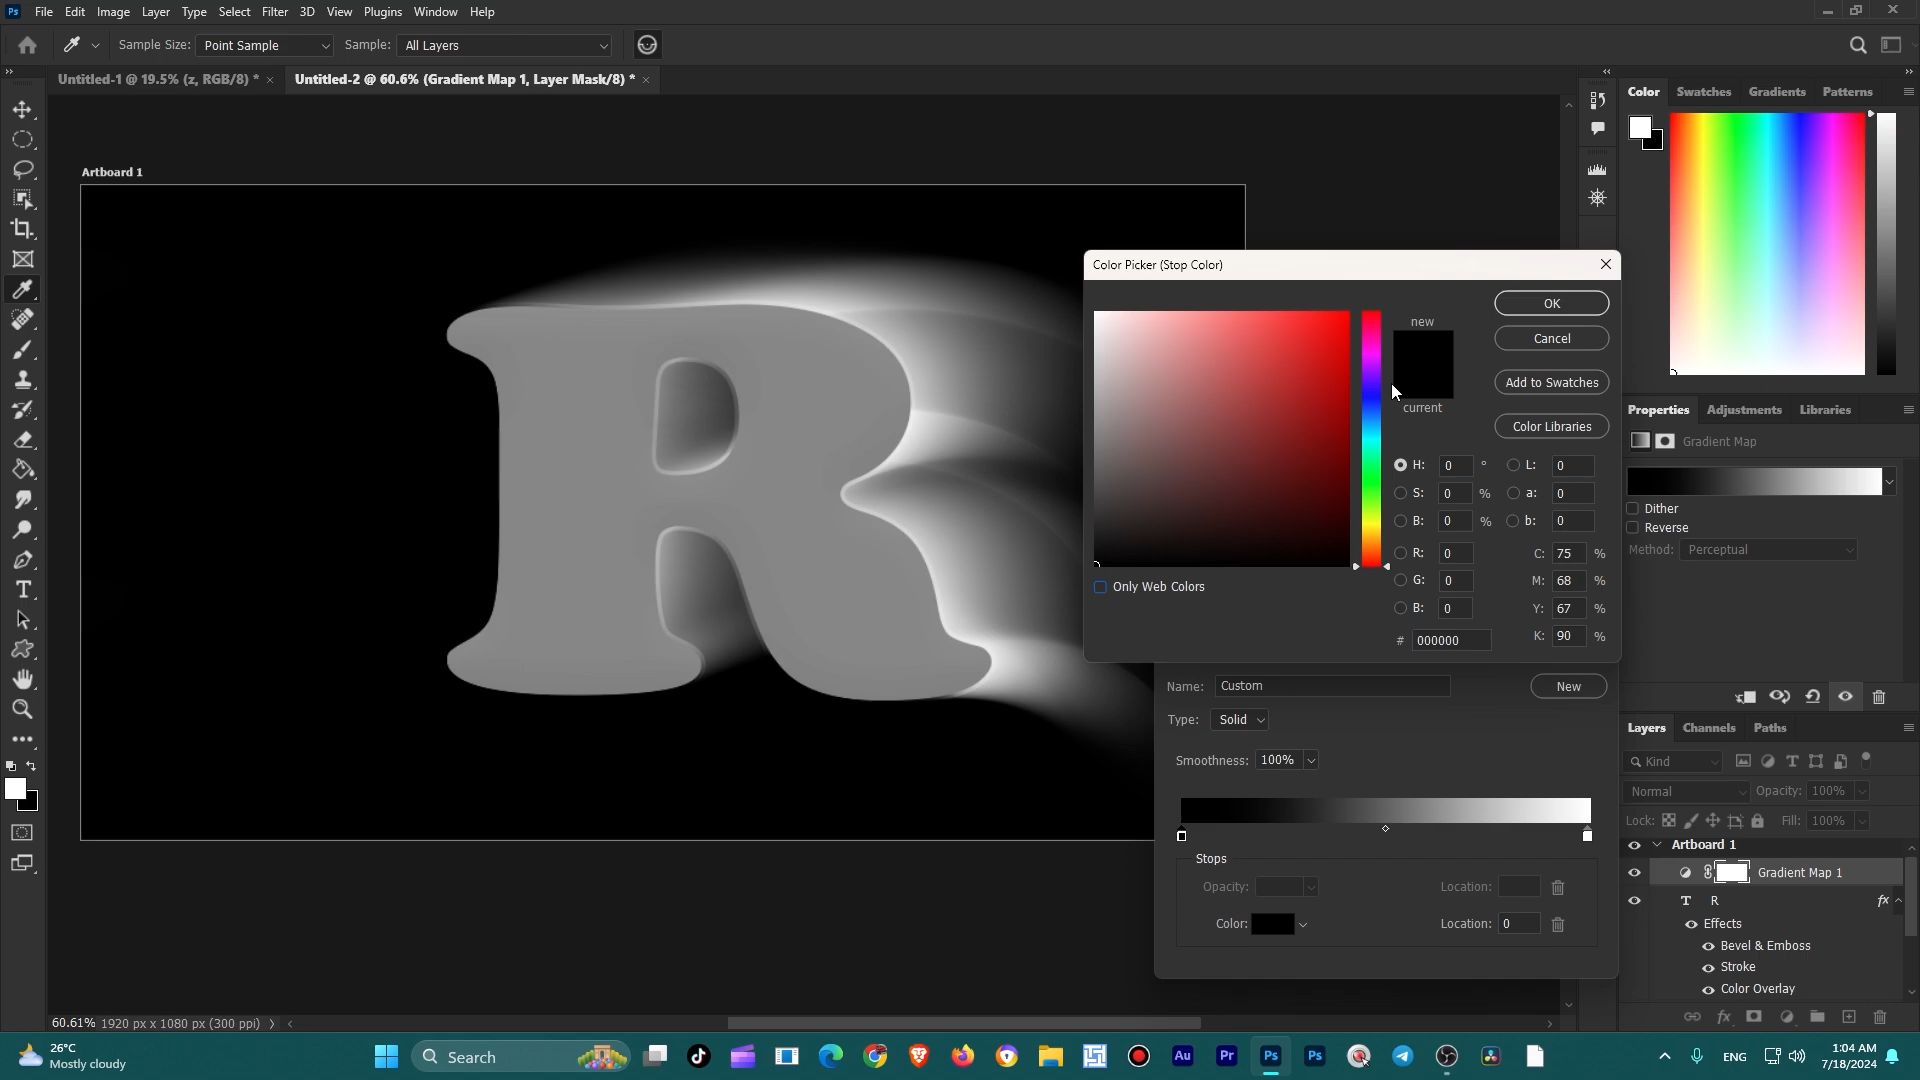 Ps File Edit Image Layer Type Select Filter 3D View Plugins Window Help
Sample Size: Point Sample Sample: All Layers
Untitled-1 @ 19.5% (z, RGB/8) * × Untitled-2 @ 60.6% (Gradient Map 1, Layer Mask/8) * ×
Color Swatches Gradients Patterns
Artboard 1
R
Color Picker (Stop Color)
OK
new
Cancel
Add to Swatches
current
Color Libraries
H: 0 ° L: 0
S: 0 % a: 0
B: 0 % b: 0
R: 0 C: 75 %
G: 0 M: 68 %
B: 0 Y: 67 %
# 000000 K: 90 %
Only Web Colors
Properties Adjustments Libraries
Gradient Map
Dither
Reverse
Method: Perceptual
Name: Custom New
Type: Solid
Smoothness: 100%
Stops
Opacity: Location:
Color: Location: 0
Layers Channels Paths
Kind
Normal Opacity: 100%
Lock: Fill: 100%
Artboard 1
Gradient Map 1
T R fx
Effects
Bevel & Emboss
Stroke
Color Overlay
60.61% 1920 px x 1080 px (300 ppi)
26°C
Mostly cloudy
Search
Au Pr Ps Ps
ENG
1:04 AM
7/18/2024